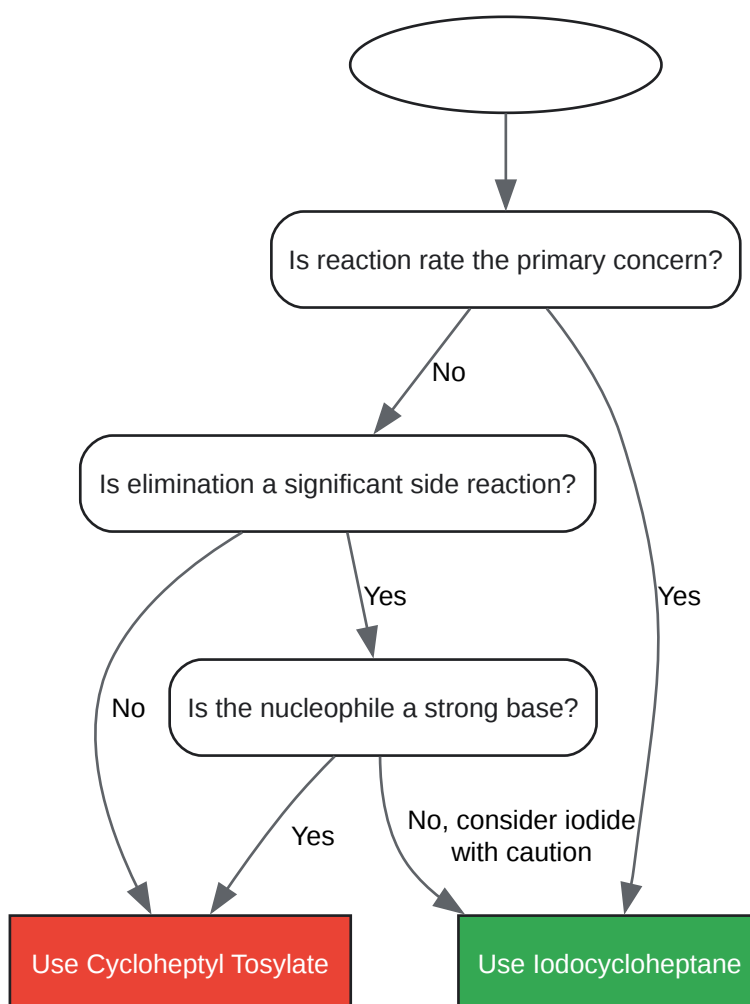 Is reaction rate the primary concern?
No
Is elimination a significant side reaction?
Yes
Yes
Is the nucleophile a strong base?
No
No, consider iodide
with caution
Yes
Use Cycloheptyl Tosylate
Use Iodocycloheptane